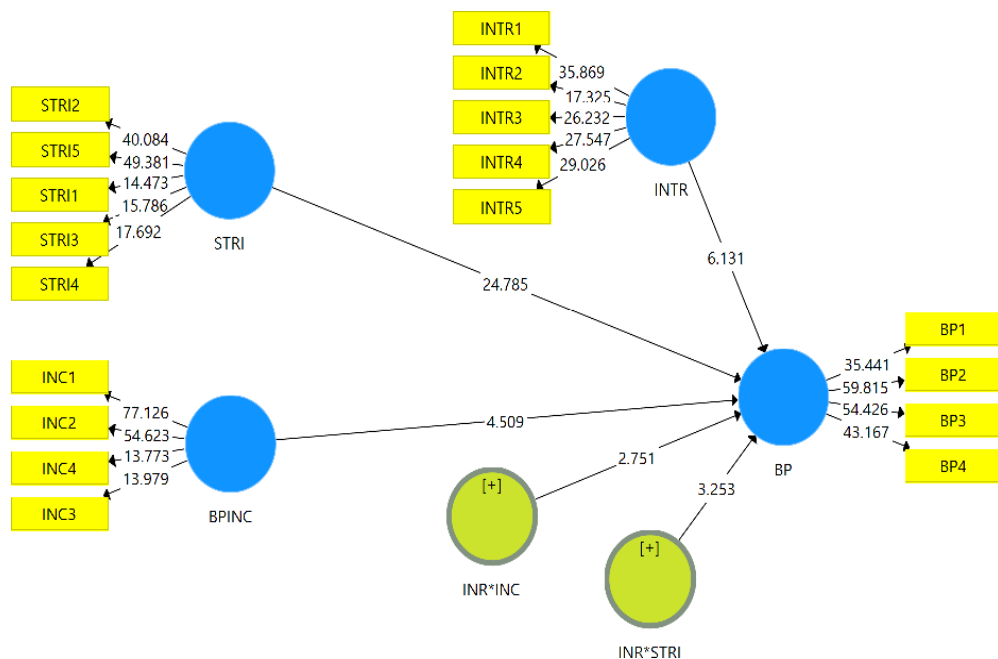 INTR1
INTR2
INTR3
INTR4
INTR5
35.869
17.325
26.232
27.547
29.026
INTR
STRI2
STRI5
STRI1
STRI3
STRI4
40.084
49.381
14.473
15.786
17.692
STRI
24.785
6.131
INC1
INC2
INC4
INC3
77.126
54.623
13.773
13.979
BPINC
4.509
2.751
3.253
[+]
INR*INC
[+]
INR*STRI
BP
35.441
59.815
54.426
43.167
BP1
BP2
BP3
BP4